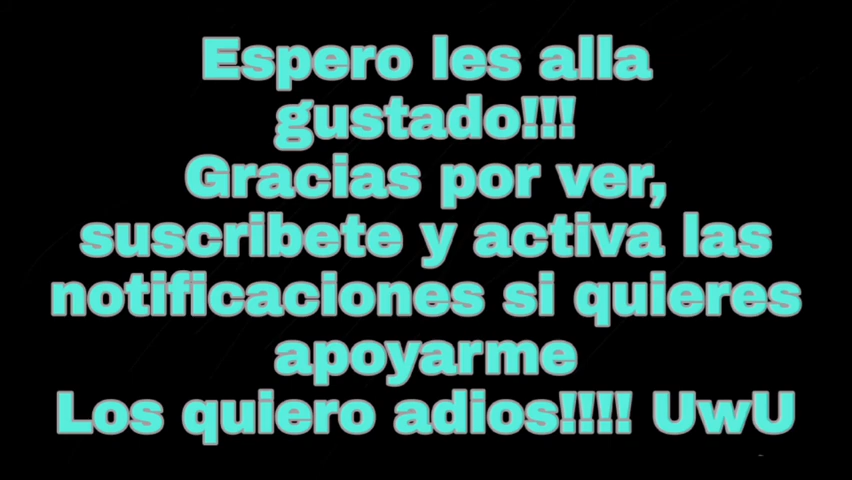 Espero les alla
gustado!!!
Gracias por ver,
suscribete y activa las
notificaciones si quieres
apoyarme
Los quiero adios!!!! UwU